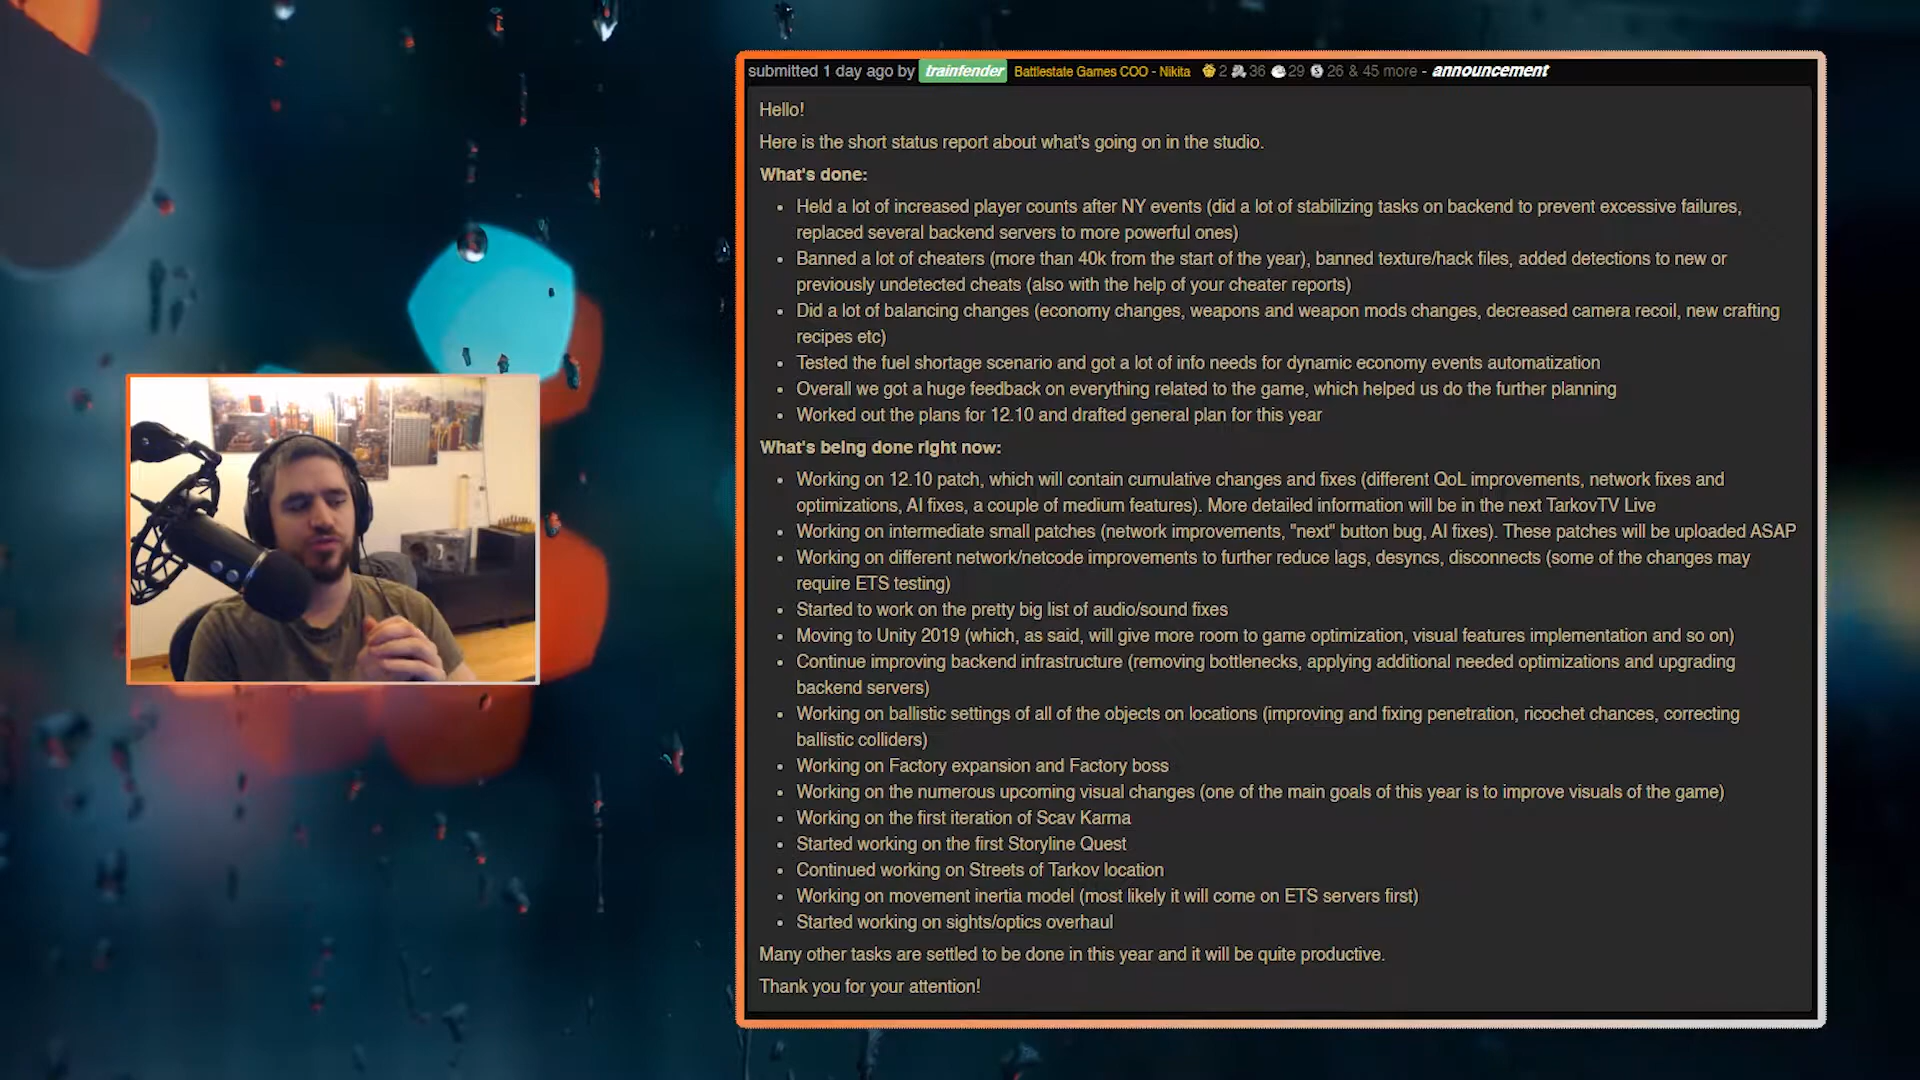 submitted 1 day ago by trainfender Battlestate Games COO - Nikita 2 36 29 26 & 45 more - announcement
Hello!
Here is the short status report about what's going on in the studio.
What's done:
• Held a lot of increased player counts after NY events (did a lot of stabilizing tasks on backend to prevent excessive failures,
replaced several backend servers to more powerful ones)
• Banned a lot of cheaters (more than 40k from the start of the year), banned texture/hack files, added detections to new or
previously undetected cheats (also with the help of your cheater reports)
• Did a lot of balancing changes (economy changes, weapons and weapon mods changes, decreased camera recoil, new crafting
recipes etc)
• Tested the fuel shortage scenario and got a lot of info needs for dynamic economy events automatization
• Overall we got a huge feedback on everything related to the game, which helped us do the further planning
• Worked out the plans for 12.10 and drafted general plan for this year
What's being done right now:
• Working on 12.10 patch, which will contain cumulative changes and fixes (different QoL improvements, network fixes and
optimizations, AI fixes, a couple of medium features). More detailed information will be in the next TarkovTV Live
• Working on intermediate small patches (network improvements, "next" button bug, AI fixes). These patches will be uploaded ASAP
• Working on different network/netcode improvements to further reduce lags, desyncs, disconnects (some of the changes may
require ETS testing)
• Started to work on the pretty big list of audio/sound fixes
• Moving to Unity 2019 (which, as said, will give more room to game optimization, visual features implementation and so on)
• Continue improving backend infrastructure (removing bottlenecks, applying additional needed optimizations and upgrading
backend servers)
• Working on ballistic settings of all of the objects on locations (improving and fixing penetration, ricochet chances, correcting
ballistic colliders)
• Working on Factory expansion and Factory boss
• Working on the numerous upcoming visual changes (one of the main goals of this year is to improve visuals of the game)
• Working on the first iteration of Scav Karma
• Started working on the first Storyline Quest
• Continued working on Streets of Tarkov location
• Working on movement inertia model (most likely it will come on ETS servers first)
• Started working on sights/optics overhaul
Many other tasks are settled to be done in this year and it will be quite productive.
Thank you for your attention!